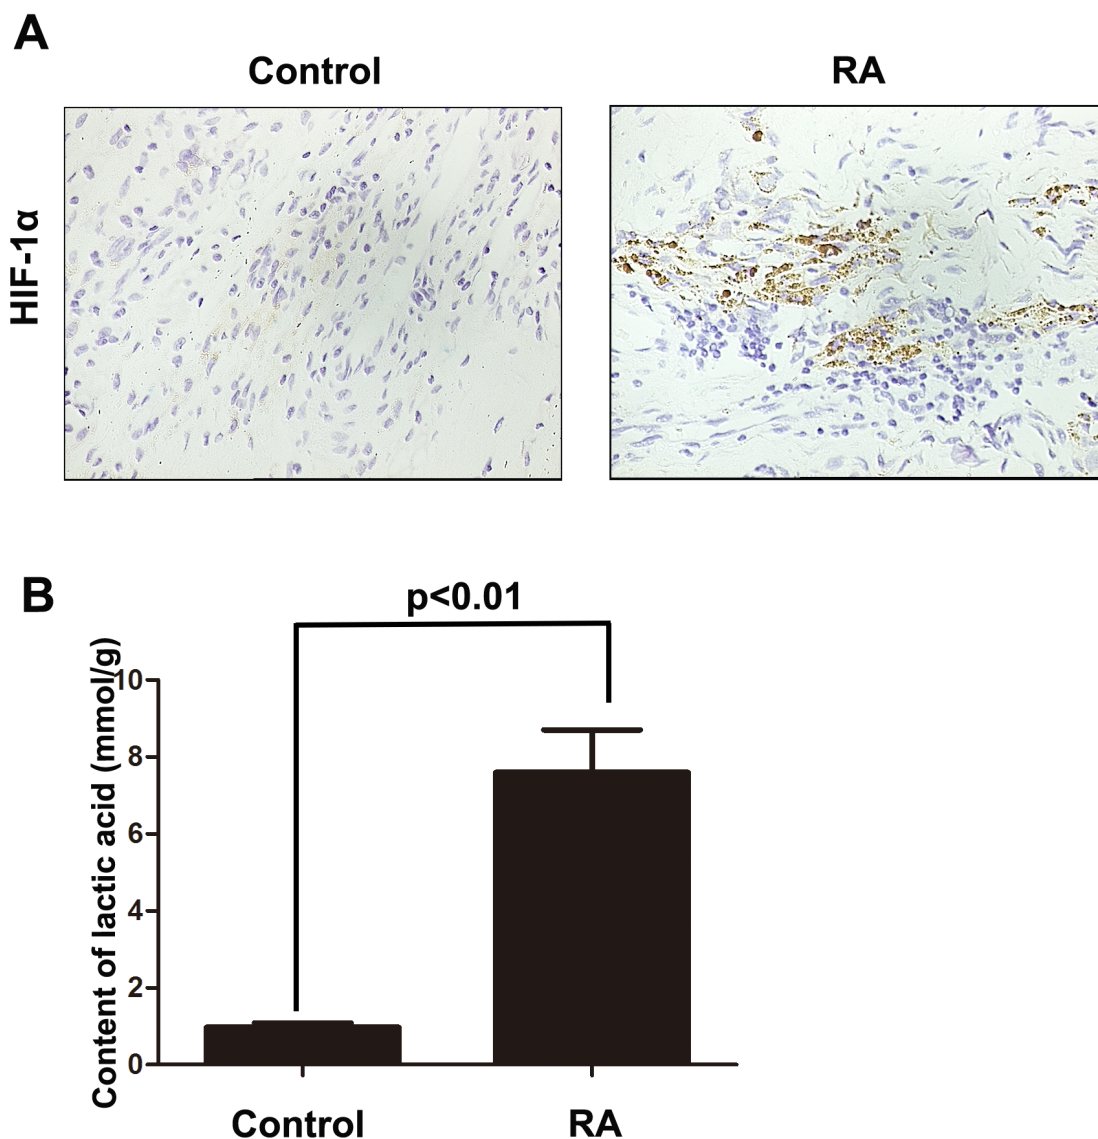 A
Control
RA
HIF-1α
B
p<0.01
Content of lactic acid (mmol/g)
10
8
6
4
2
0
Control
RA